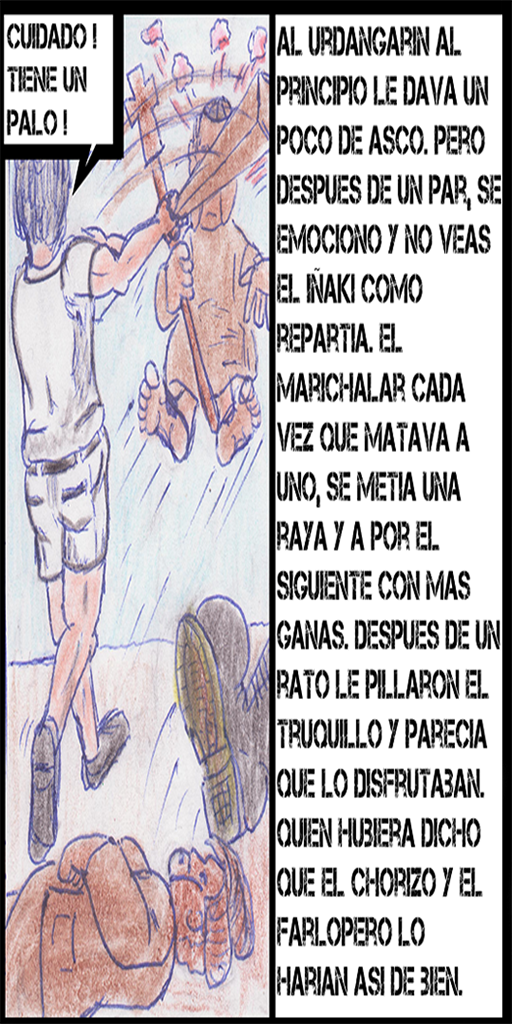 CUIDADO !
TIENE UN
PALO !
AL URDANGARIN AL
PRINCIPIO LE DAVA UN
POCO DE ASCO. PERO
DESPUES DE UN PAR, SE
EMOCIONO Y NO VEAS
EL IÑAKI COMO
REPARTIA. EL
MARICHALAR CADA
VEZ QUE MATAVA A
UNO, SE METIA UNA
RAYA Y A POR EL
SIGUIENTE CON MAS
GANAS. DESPUES DE UN
RATO LE PILLARON EL
TRUQUILLO Y PARECIA
QUE LO DISFRUTABAN.
QUIEN HUBIERA DICHO
QUE EL CHORIZO Y EL
FARLOPERO LO
HARIAN ASI DE BIEN.